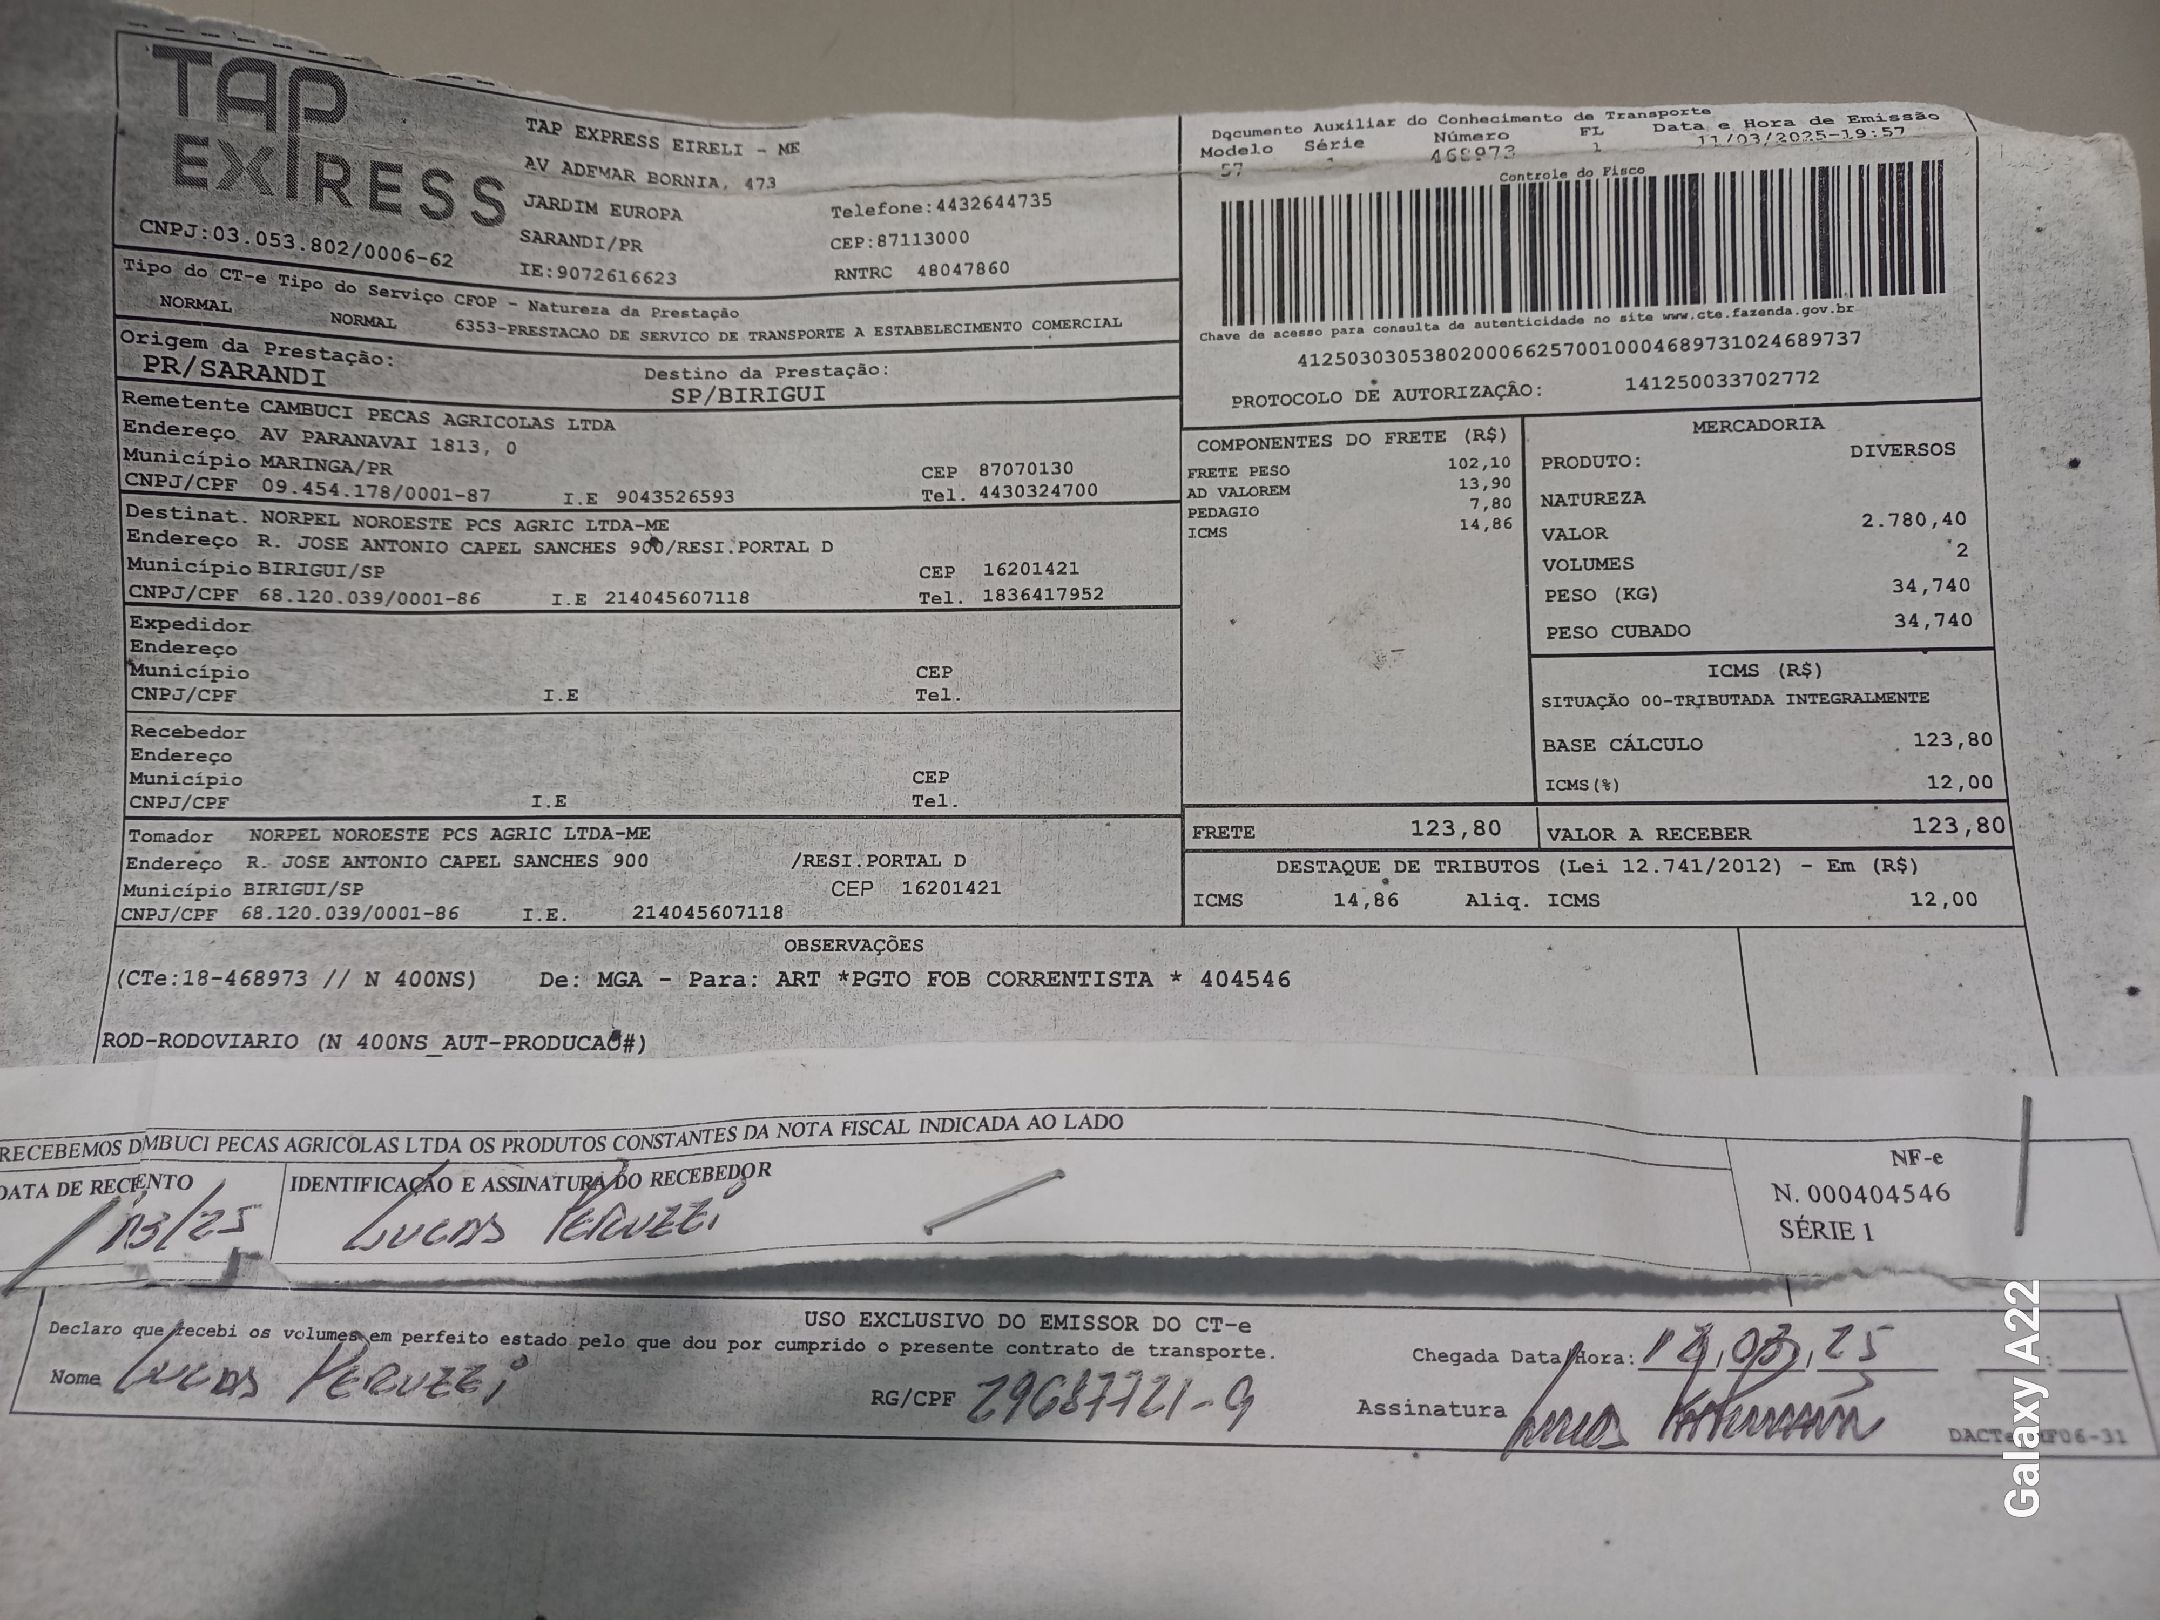 TAP
EXPRESS
CNPJ:03.053.802/0006-62
TAP EXPRESS EIRELI - ME
AV ADEMAR BORNIA, 473
JARDIM EUROPA
SARANDI/PR
IE:9072616623
Telefone:4432644735
CEP:87113000
RNTRC 48047860
Documento Auxiliar do Conhecimento de Transporte
Modelo Série Número FL Data e Hora de Emissão
57 468973 1 11/03/2025-19:57
Controle do Fisco
Chave de acesso para consulta de autenticidade no site www.cte.fazenda.gov.br
41250303053802000662570010004689731024689737
PROTOCOLO DE AUTORIZAÇÃO: 141250033702772
Tipo do CT-e Tipo do Serviço CFOP - Natureza da Prestação
NORMAL NORMAL 6353-PRESTACAO DE SERVICO DE TRANSPORTE A ESTABELECIMENTO COMERCIAL
Origem da Prestação: Destino da Prestação:
PR/SARANDI SP/BIRIGUI
Remetente CAMBUCI PECAS AGRICOLAS LTDA
Endereço AV PARANAVAI 1813, 0
Município MARINGA/PR CEP 87070130
CNPJ/CPF 09.454.178/0001-87 I.E 9043526593 Tel. 4430324700
Destinat. NORPEL NOROESTE PCS AGRIC LTDA-ME
Endereço R. JOSE ANTONIO CAPEL SANCHES 900/RESI.PORTAL D
Município BIRIGUI/SP CEP 16201421
CNPJ/CPF 68.120.039/0001-86 I.E 214045607118 Tel. 1836417952
Expedidor
Endereço
Município CEP
CNPJ/CPF I.E Tel.
Recebedor
Endereço
Município CEP
CNPJ/CPF I.E Tel.
Tomador NORPEL NOROESTE PCS AGRIC LTDA-ME
Endereço R. JOSE ANTONIO CAPEL SANCHES 900 /RESI.PORTAL D
Município BIRIGUI/SP CEP 16201421
CNPJ/CPF 68.120.039/0001-86 I.E. 214045607118
COMPONENTES DO FRETE (R$)
FRETE PESO 102,10
AD VALOREM 13,90
PEDAGIO 7,80
ICMS 14,86
MERCADORIA
PRODUTO: DIVERSOS
NATUREZA
VALOR 2.780,40
VOLUMES 2
PESO (KG) 34,740
PESO CUBADO 34,740
ICMS (R$)
SITUAÇÃO 00-TRIBUTADA INTEGRALMENTE
BASE CÁLCULO 123,80
ICMS(%) 12,00
FRETE 123,80 VALOR A RECEBER 123,80
DESTAQUE DE TRIBUTOS (Lei 12.741/2012) - Em (R$)
ICMS 14,86 Aliq. ICMS 12,00
OBSERVAÇÕES
(CTe:18-468973 // N 400NS) De: MGA - Para: ART *PGTO FOB CORRENTISTA * 404546
ROD-RODOVIARIO (N 400NS_AUT-PRODUCAO#)
RECEBEMOS D MBUCI PECAS AGRICOLAS LTDA OS PRODUTOS CONSTANTES DA NOTA FISCAL INDICADA AO LADO
IDENTIFICAÇÃO E ASSINATURA DO RECEBEDOR
/03/25 Lucas Peruzzi
NF-e
N. 000404546
SÉRIE 1
USO EXCLUSIVO DO EMISSOR DO CT-e
Declaro que recebi os volumes em perfeito estado pelo que dou por cumprido o presente contrato de transporte.
Nome Lucas Peruzzi RG/CPF 29687721-9
Chegada Data/Hora: 03/25
Assinatura
Galaxy A22